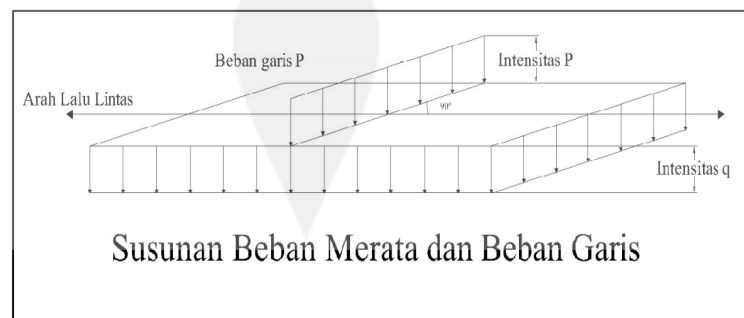 Beban garis P
Intensitas P
Arah Lalu Lintas
90°
Intensitas q
Susunan Beban Merata dan Beban Garis